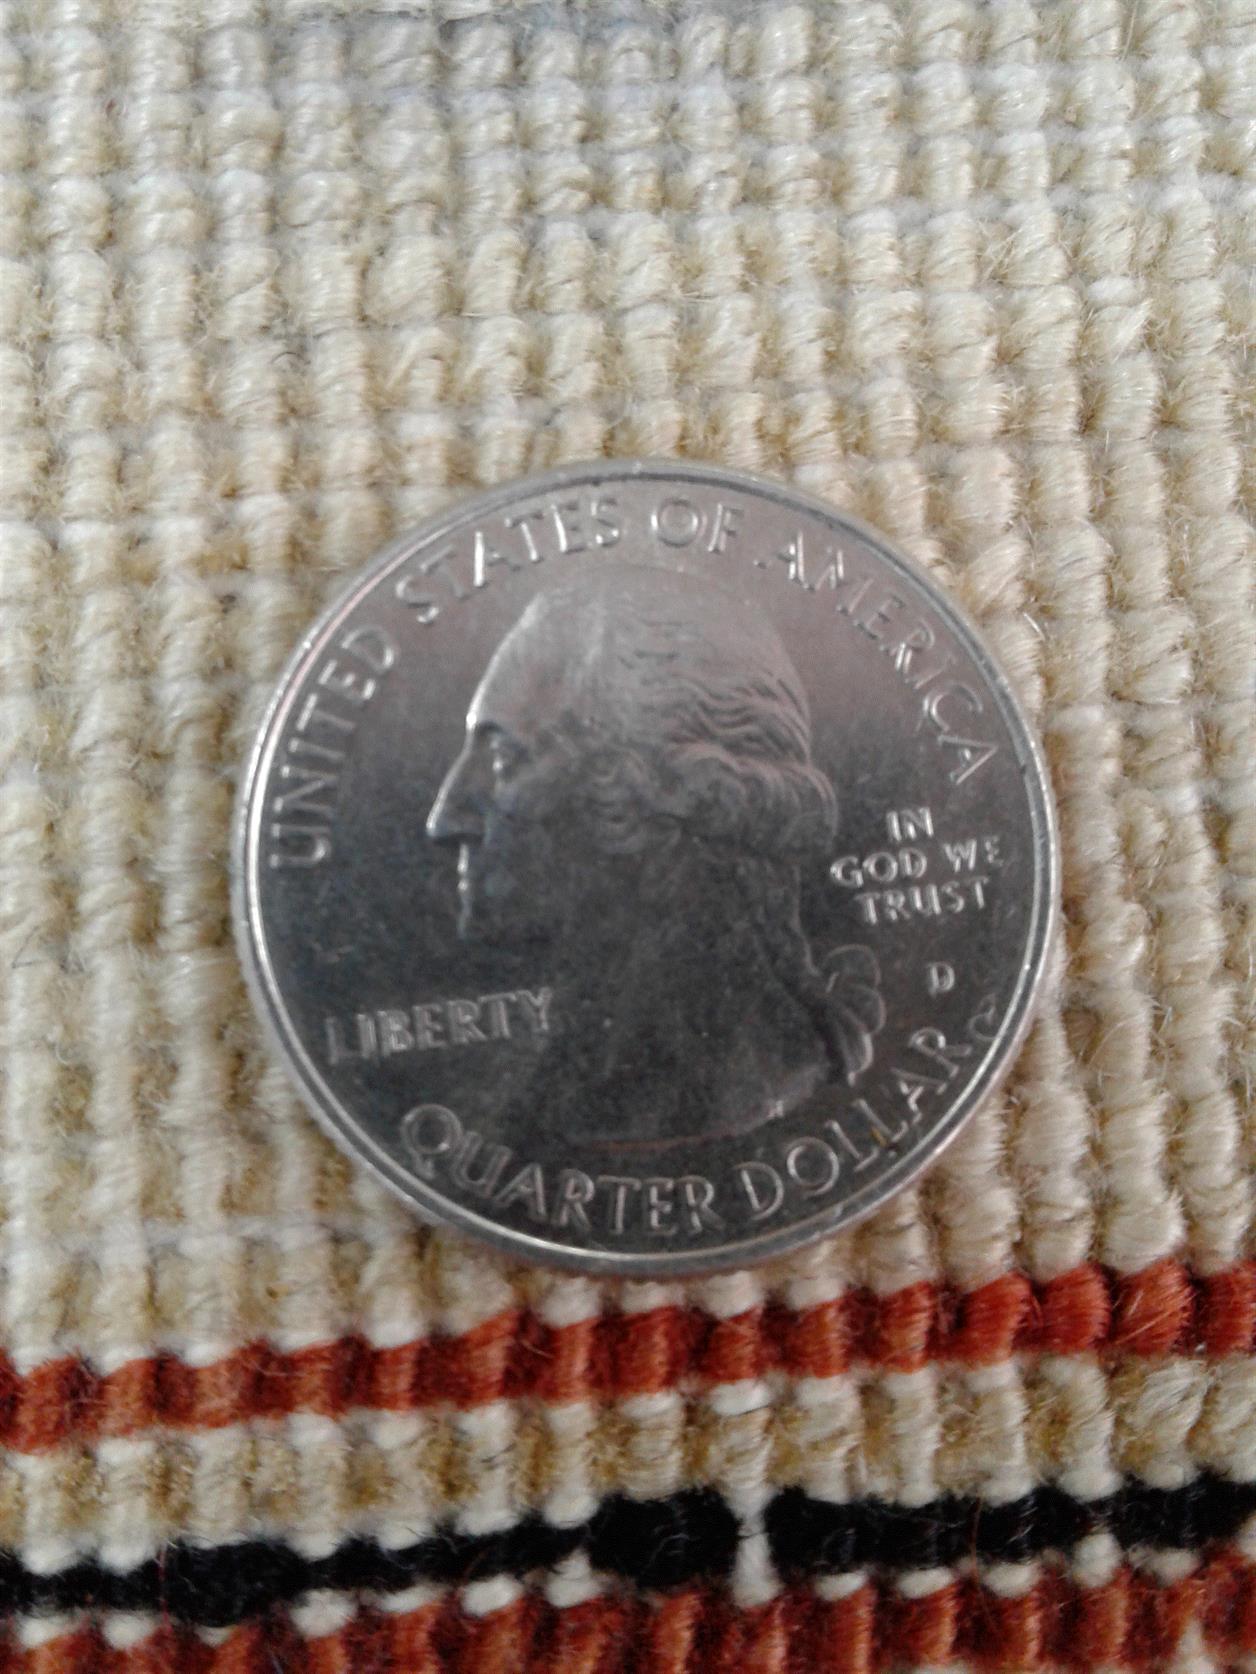 UNITED STATES OF AMERICA
LIBERTY
IN
GOD WE
TRUST
D
QUARTER DOLLAR